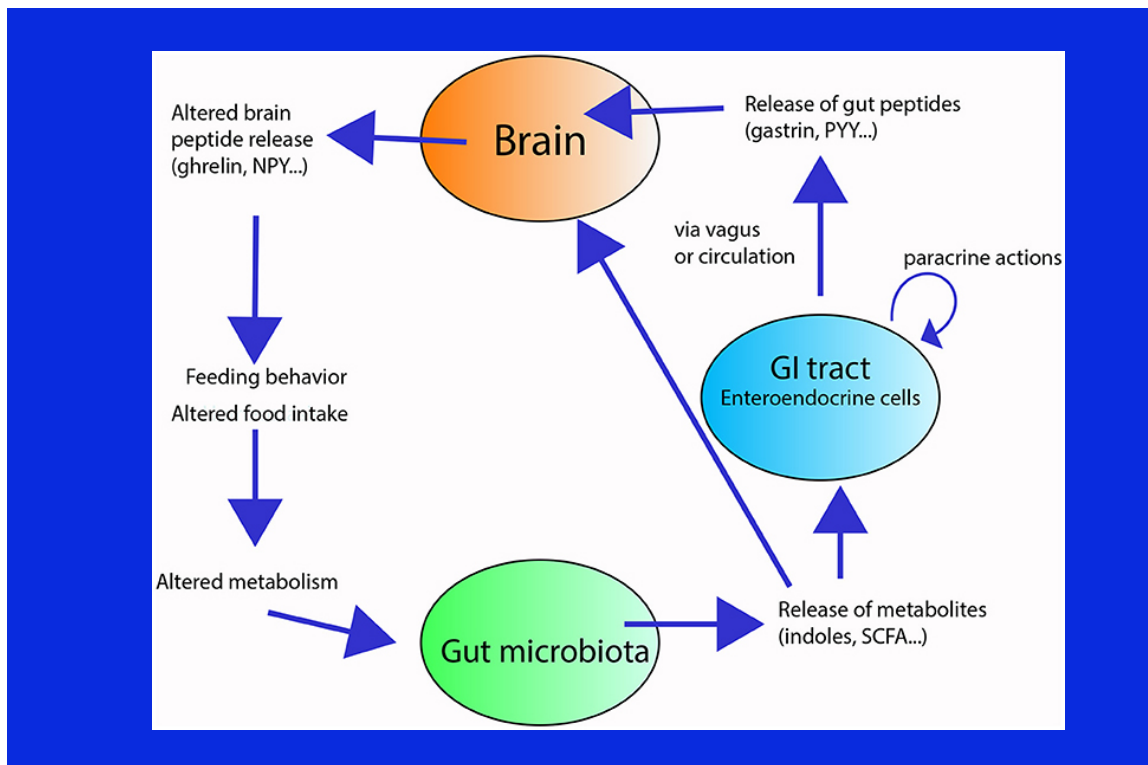 Altered brain
peptide release
(ghrelin, NPY...)
Brain
Release of gut peptides
(gastrin, PYY...)
via vagus
or circulation
paracrine actions
GI tract
Enteroendocrine cells
Feeding behavior
Altered food intake
Altered metabolism
Gut microbiota
Release of metabolites
(indoles, SCFA...)